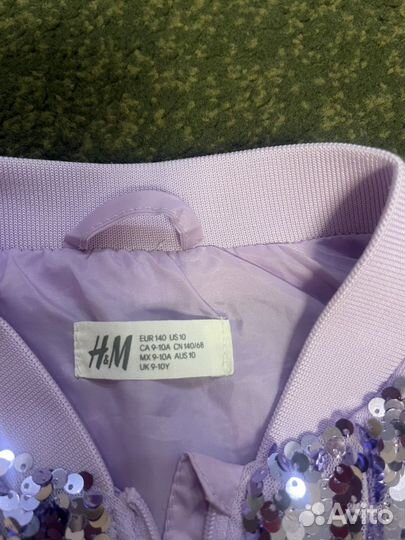 H&M
EUR 140 US 10
CA 9-10A CN 140/68
MX 9-10A AUS 10
UK 9-10Y
Avito